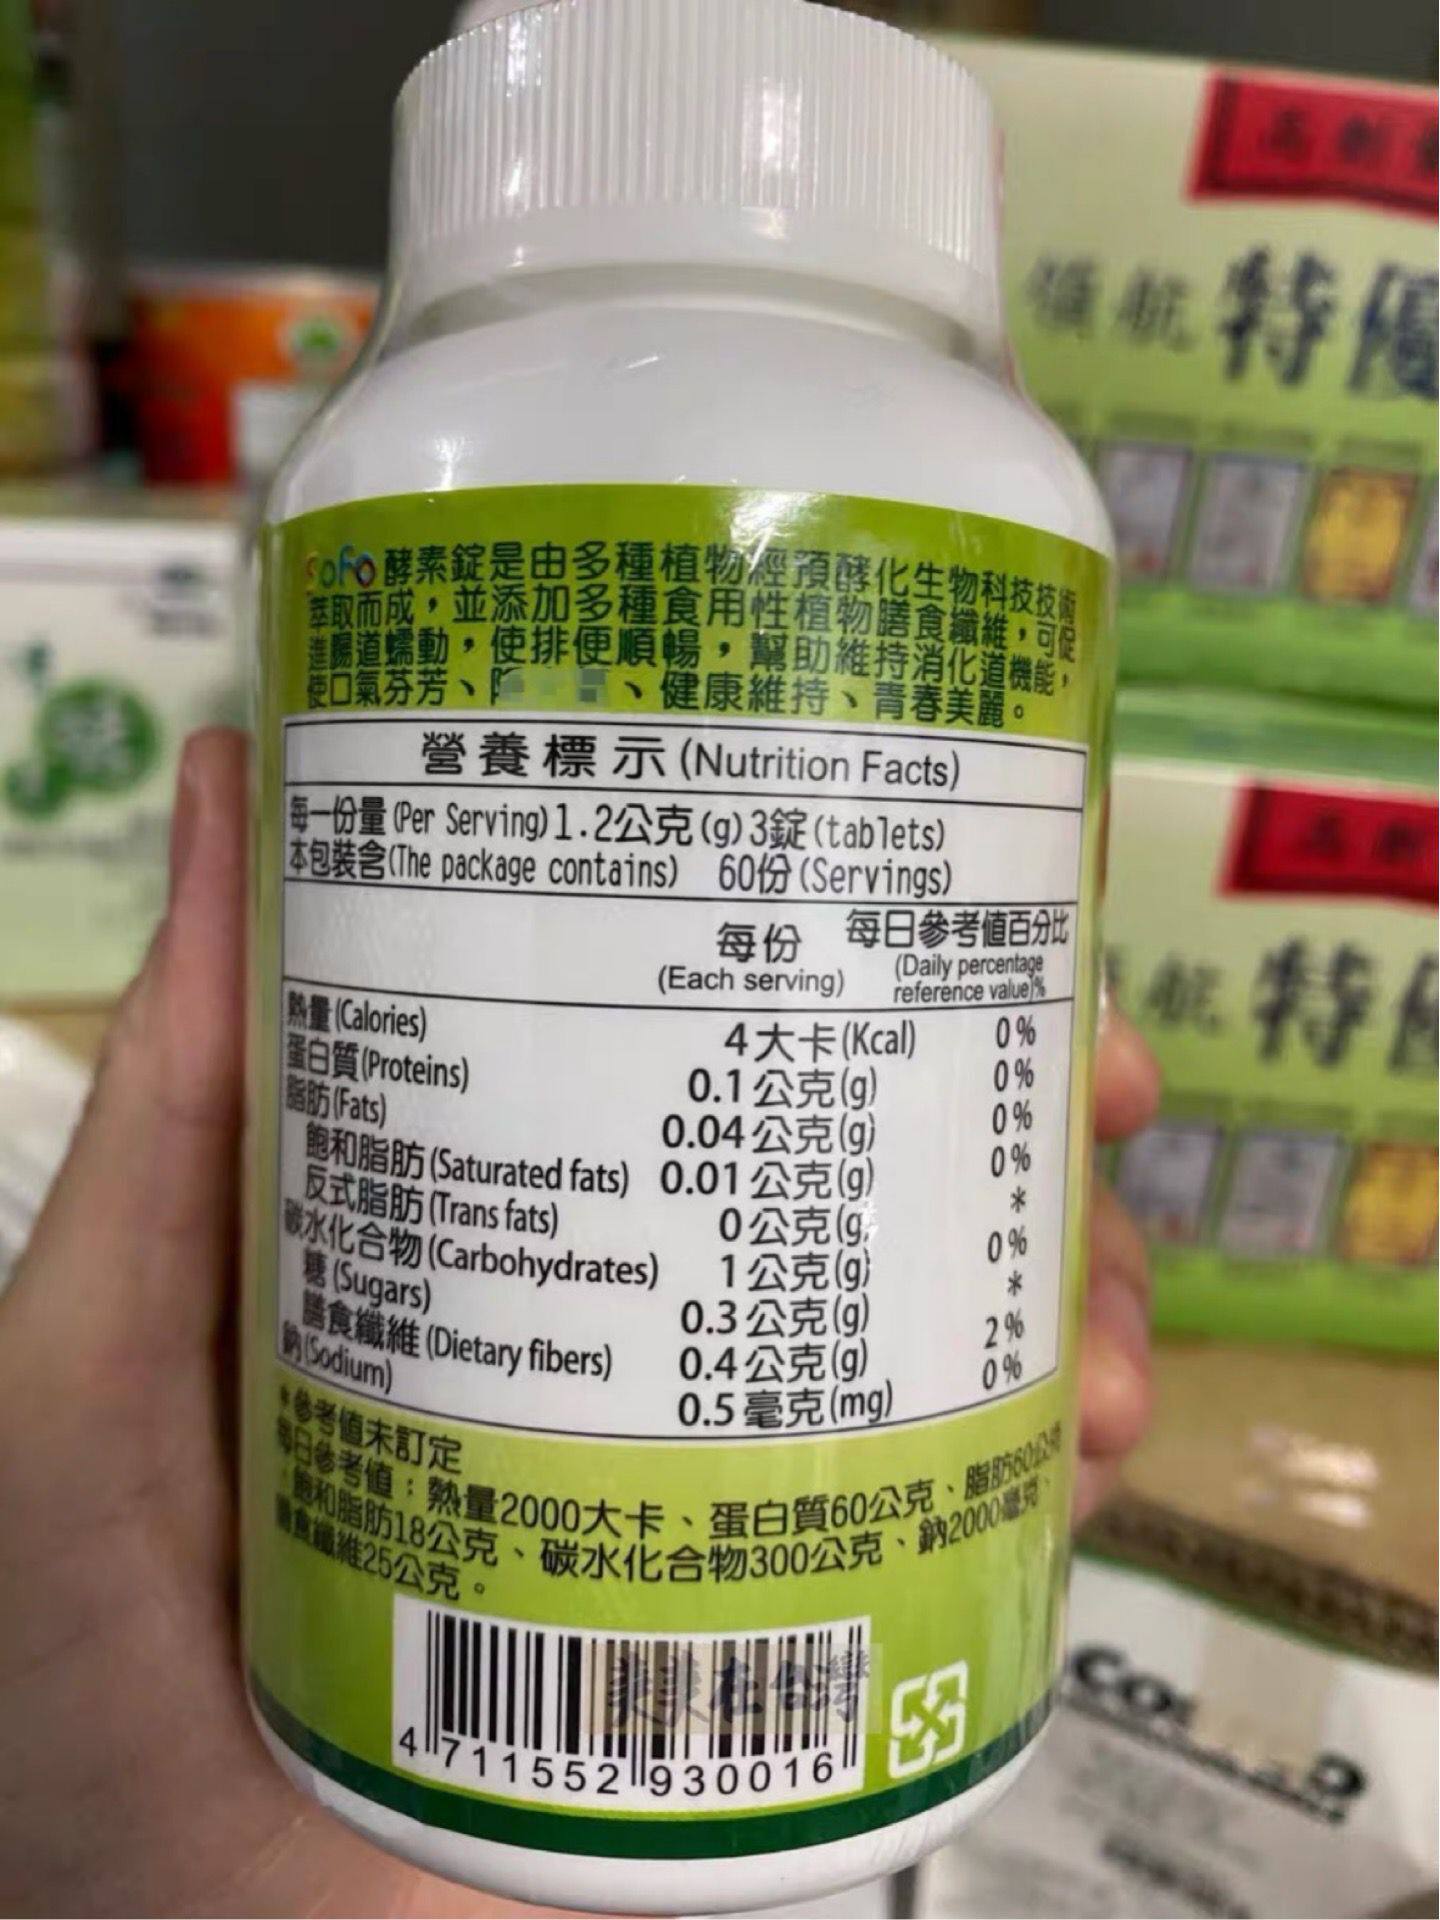 高
領航 特優
sofo 酵素錠是由多種植物經預酵化生物科技技術
萃取而成，並添加多種食用性植物膳食纖維，可促
進腸道蠕動，使排便順暢，幫助維持消化道機能，
使口氣芬芳、、健康維持、青春美麗。
營養標示(Nutrition Facts)
每一份量(Per Serving)1.2公克(g)3錠(tablets)
本包裝含(The package contains) 60份(Servings)
每份 每日參考值百分比
(Each serving) (Daily percentage
reference value)%
熱量(Calories) 4大卡(Kcal) 0%
蛋白質(Proteins) 0.1公克(g) 0%
脂肪(Fats) 0.04公克(g) 0%
飽和脂肪(Saturated fats) 0.01公克(g) 0%
反式脂肪(Trans fats) 0公克(g) *
碳水化合物(Carbohydrates) 1公克(g) 0%
糖(Sugars) 0.3公克(g) *
膳食纖維(Dietary fibers) 0.4公克(g) 2%
鈉(Sodium) 0.5毫克(mg) 0%
*參考值未訂定
每日參考值：熱量2000大卡、蛋白質60公克、脂肪60公克
、飽和脂肪18公克、碳水化合物300公克、鈉2000毫克、
膳食纖維25公克。
美美在台灣
4 711552 930016
航 特優